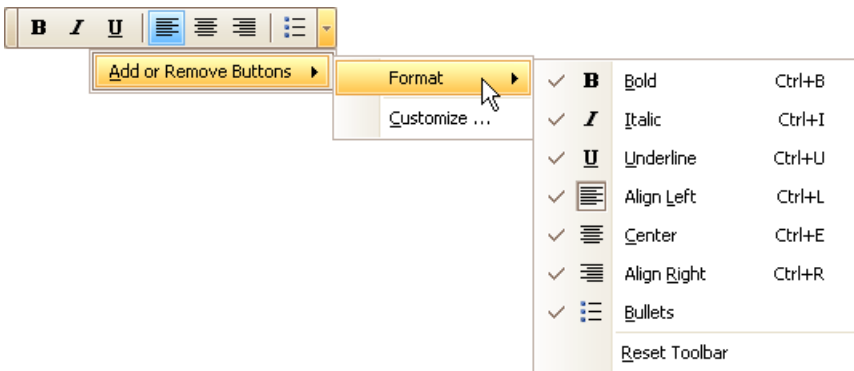 B I U
Add or Remove Buttons
Format
Customize ...
B Bold Ctrl+B
I Italic Ctrl+I
U Underline Ctrl+U
Align Left Ctrl+L
Center Ctrl+E
Align Right Ctrl+R
Bullets
Reset Toolbar